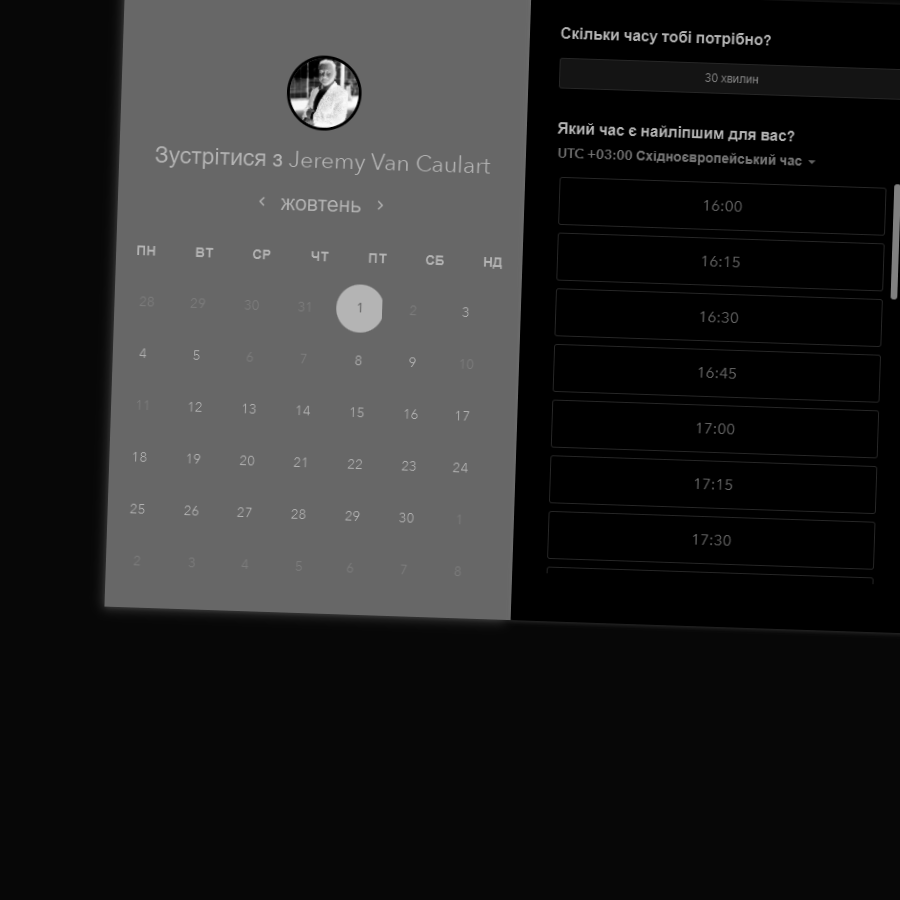 Зустрітися з Jeremy Van Caulart
жовтень
ПН ВТ СР ЧТ ПТ СБ НД
28 29 30 31 1 2 3
4 5 6 7 8 9 10
11 12 13 14 15 16 17
18 19 20 21 22 23 24
25 26 27 28 29 30 1
2 3 4 5 6 7 8
Скільки часу тобі потрібно?
30 хвилин
Який час є найліпшим для вас?
UTC +03:00 Східноєвропейський час
16:00
16:15
16:30
16:45
17:00
17:15
17:30